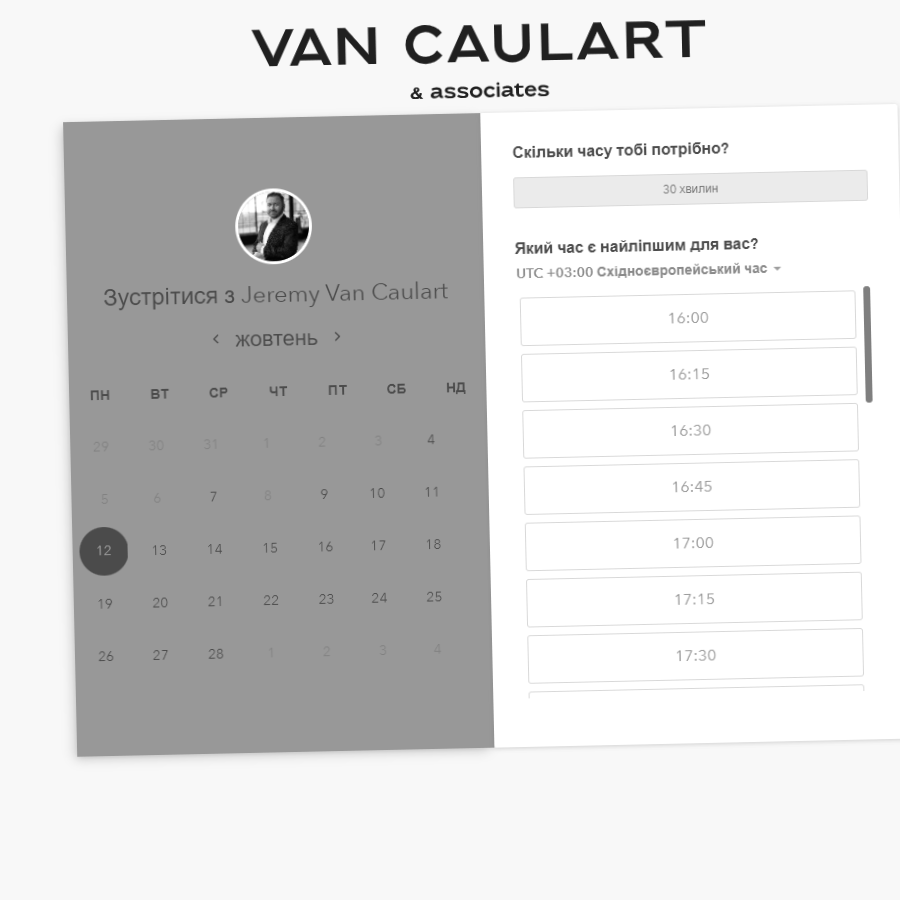 VAN CAULART
& associates
Зустрітися з Jeremy Van Caulart
жовтень
ПН ВТ СР ЧТ ПТ СБ НД
29 30 31 1 2 3 4
5 6 7 8 9 10 11
12 13 14 15 16 17 18
19 20 21 22 23 24 25
26 27 28 1 2 3 4
Скільки часу тобі потрібно?
30 хвилин
Який час є найліпшим для вас?
UTC +03:00 Східноєвропейський час
16:00
16:15
16:30
16:45
17:00
17:15
17:30